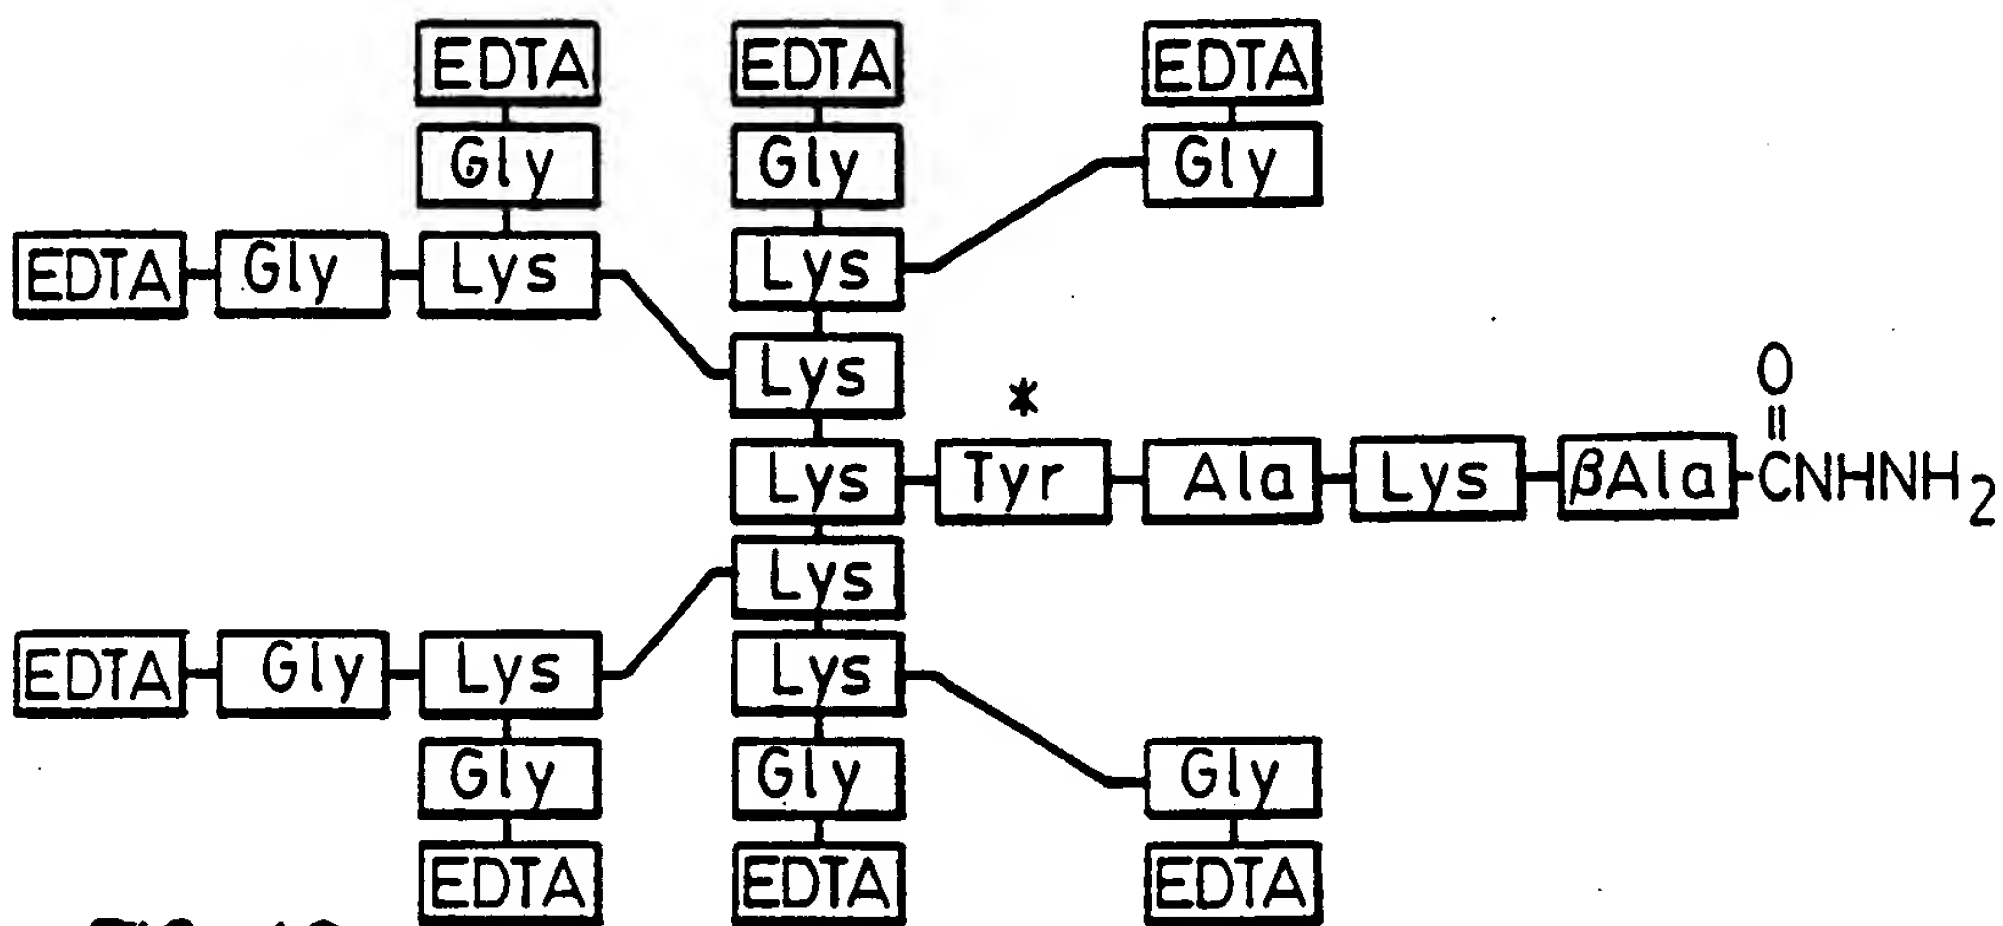 EDTA EDTA EDTA
Gly Gly Gly
EDTA Gly Lys Lys
Lys
O
*
Lys Tyr Ala Lys βAla CNHNH2
Lys
EDTA Gly Lys Lys
Gly Gly Gly
EDTA EDTA EDTA